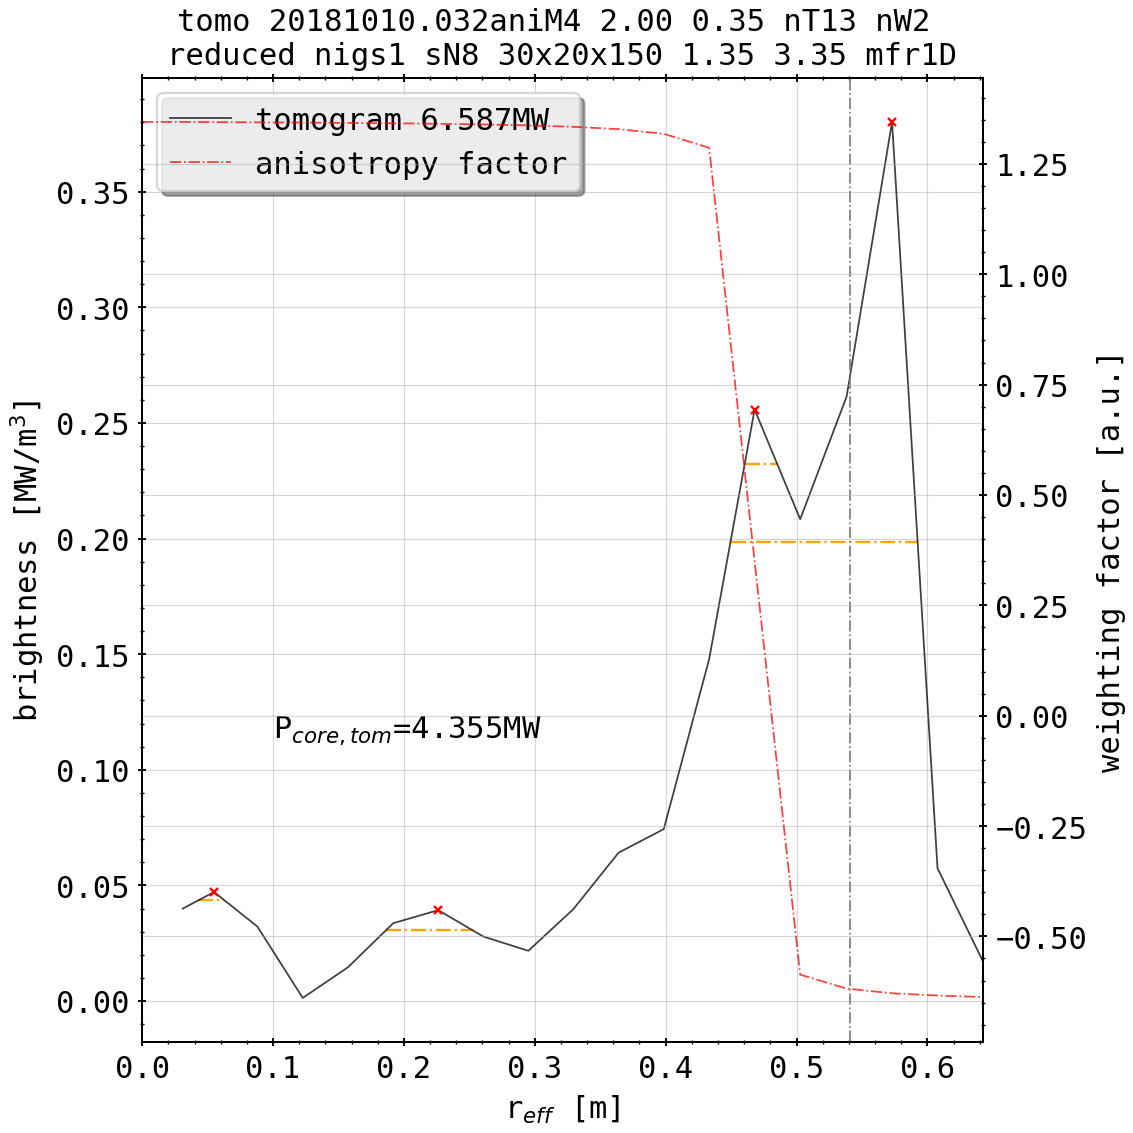 tomo 20181010.032aniM4 2.00 0.35 nT13 nW2
reduced nigs1 sN8 30x20x150 1.35 3.35 mfr1D
tomogram 6.587MW
anisotropy factor
brightness [MW/m³]
0.35
0.30
0.25
0.20
0.15
0.10
0.05
0.00
P_core,tom=4.355MW
1.25
1.00
0.75
0.50
0.25
0.00
−0.25
−0.50
weighting factor [a.u.]
0.0 0.1 0.2 0.3 0.4 0.5 0.6
r_eff [m]